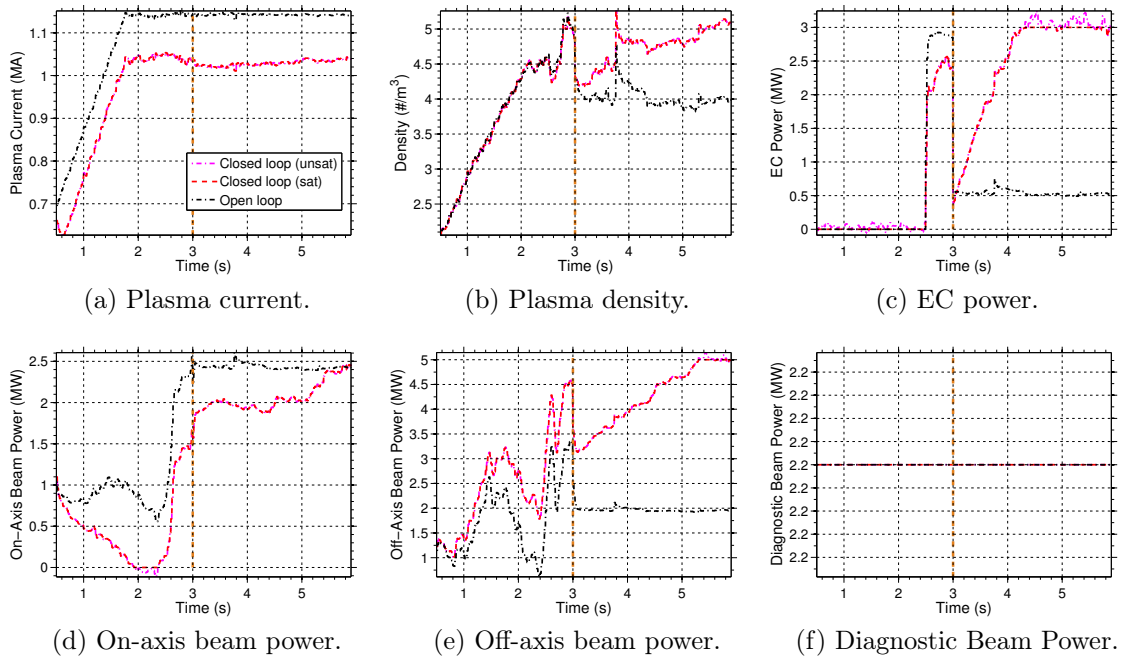 1.1
1
0.9
0.8
0.7
Plasma Current (MA)
Closed loop (unsat)
Closed loop (sat)
Open loop
1 2 3 4 5
Time (s)
(a) Plasma current.
5
4.5
4
3.5
3
2.5
Density (#/m³)
1 2 3 4 5
Time (s)
(b) Plasma density.
3
2.5
2
1.5
1
0.5
0
EC Power (MW)
1 2 3 4 5
Time (s)
(c) EC power.
2.5
2
1.5
1
0.5
0
On−Axis Beam Power (MW)
1 2 3 4 5
Time (s)
(d) On-axis beam power.
5
4.5
4
3.5
3
2.5
2
1.5
1
Off−Axis Beam Power (MW)
1 2 3 4 5
Time (s)
(e) Off-axis beam power.
2.2
2.2
2.2
2.2
2.2
2.2
2.2
2.2
2.2
Diagnostic Beam Power (MW)
1 2 3 4 5
Time (s)
(f) Diagnostic Beam Power.